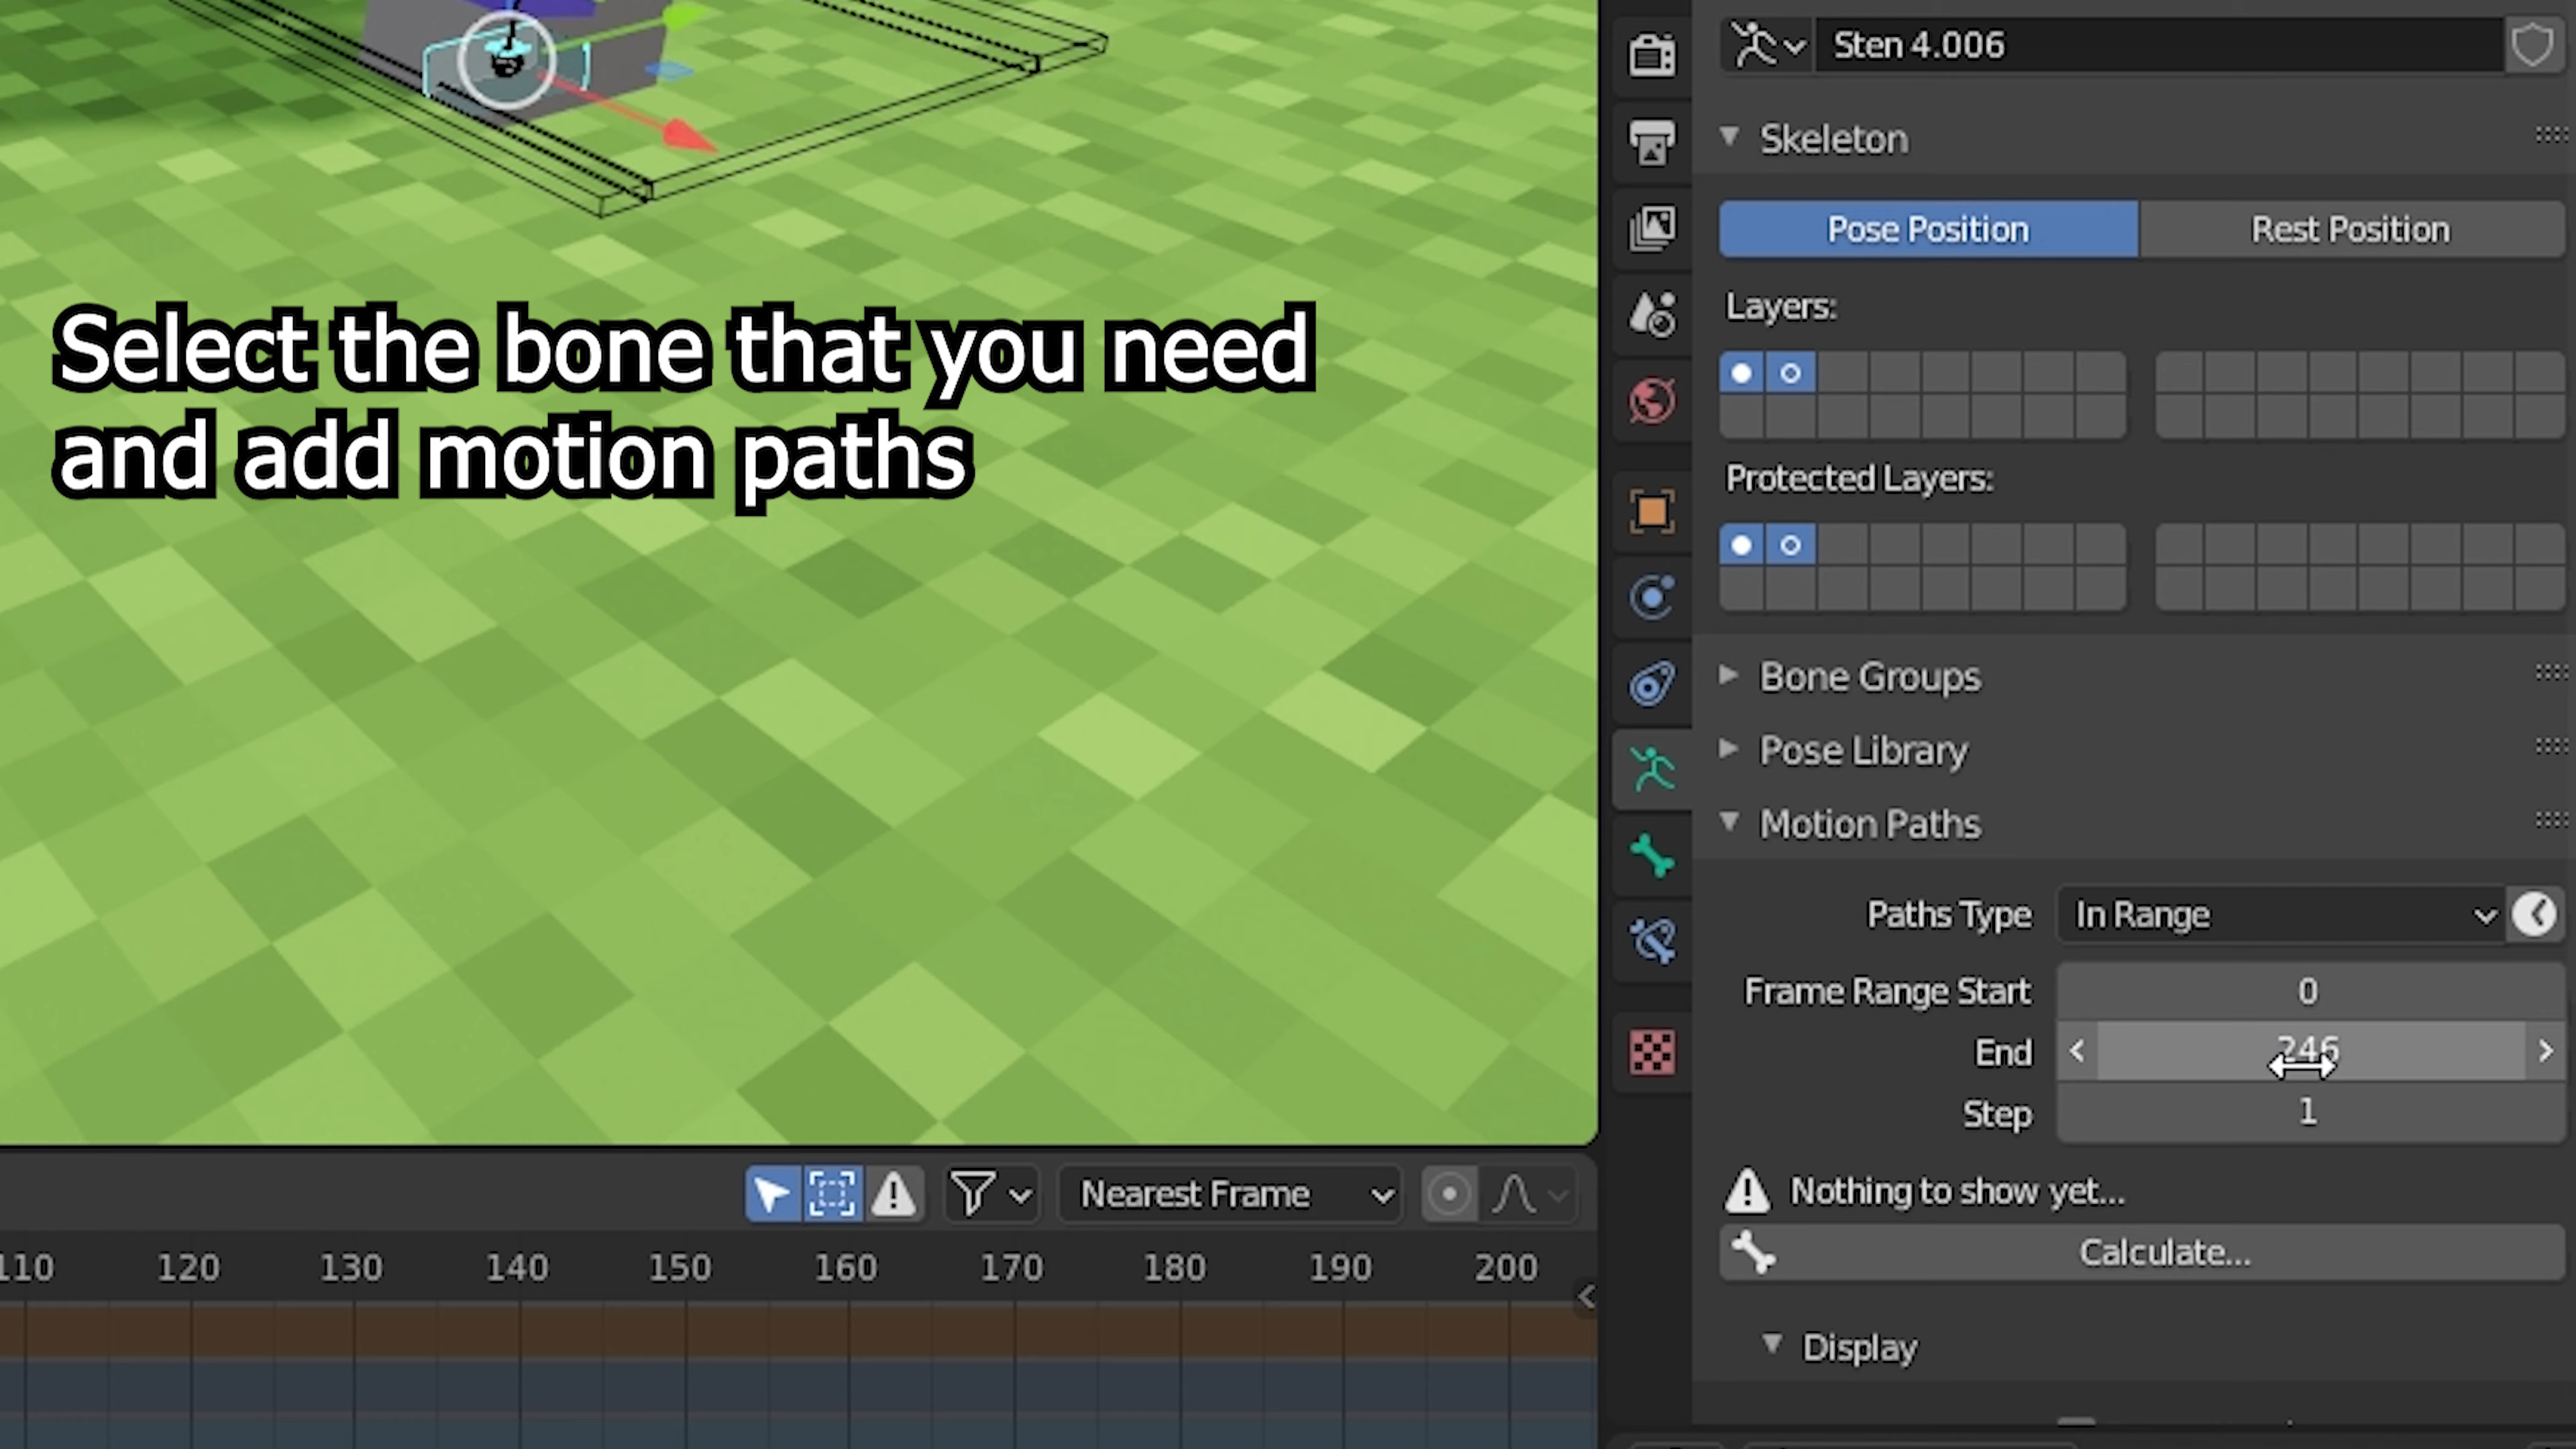 Sten 4.006
Skeleton
Pose Position Rest Position
Layers:
Select the bone that you need
and add motion paths
Protected Layers:
Bone Groups
Pose Library
Motion Paths
Paths Type In Range
Frame Range Start 0
End 246
Step 1
Nothing to show yet...
Calculate...
Display
Nearest Frame
110 120 130 140 150 160 170 180 190 200